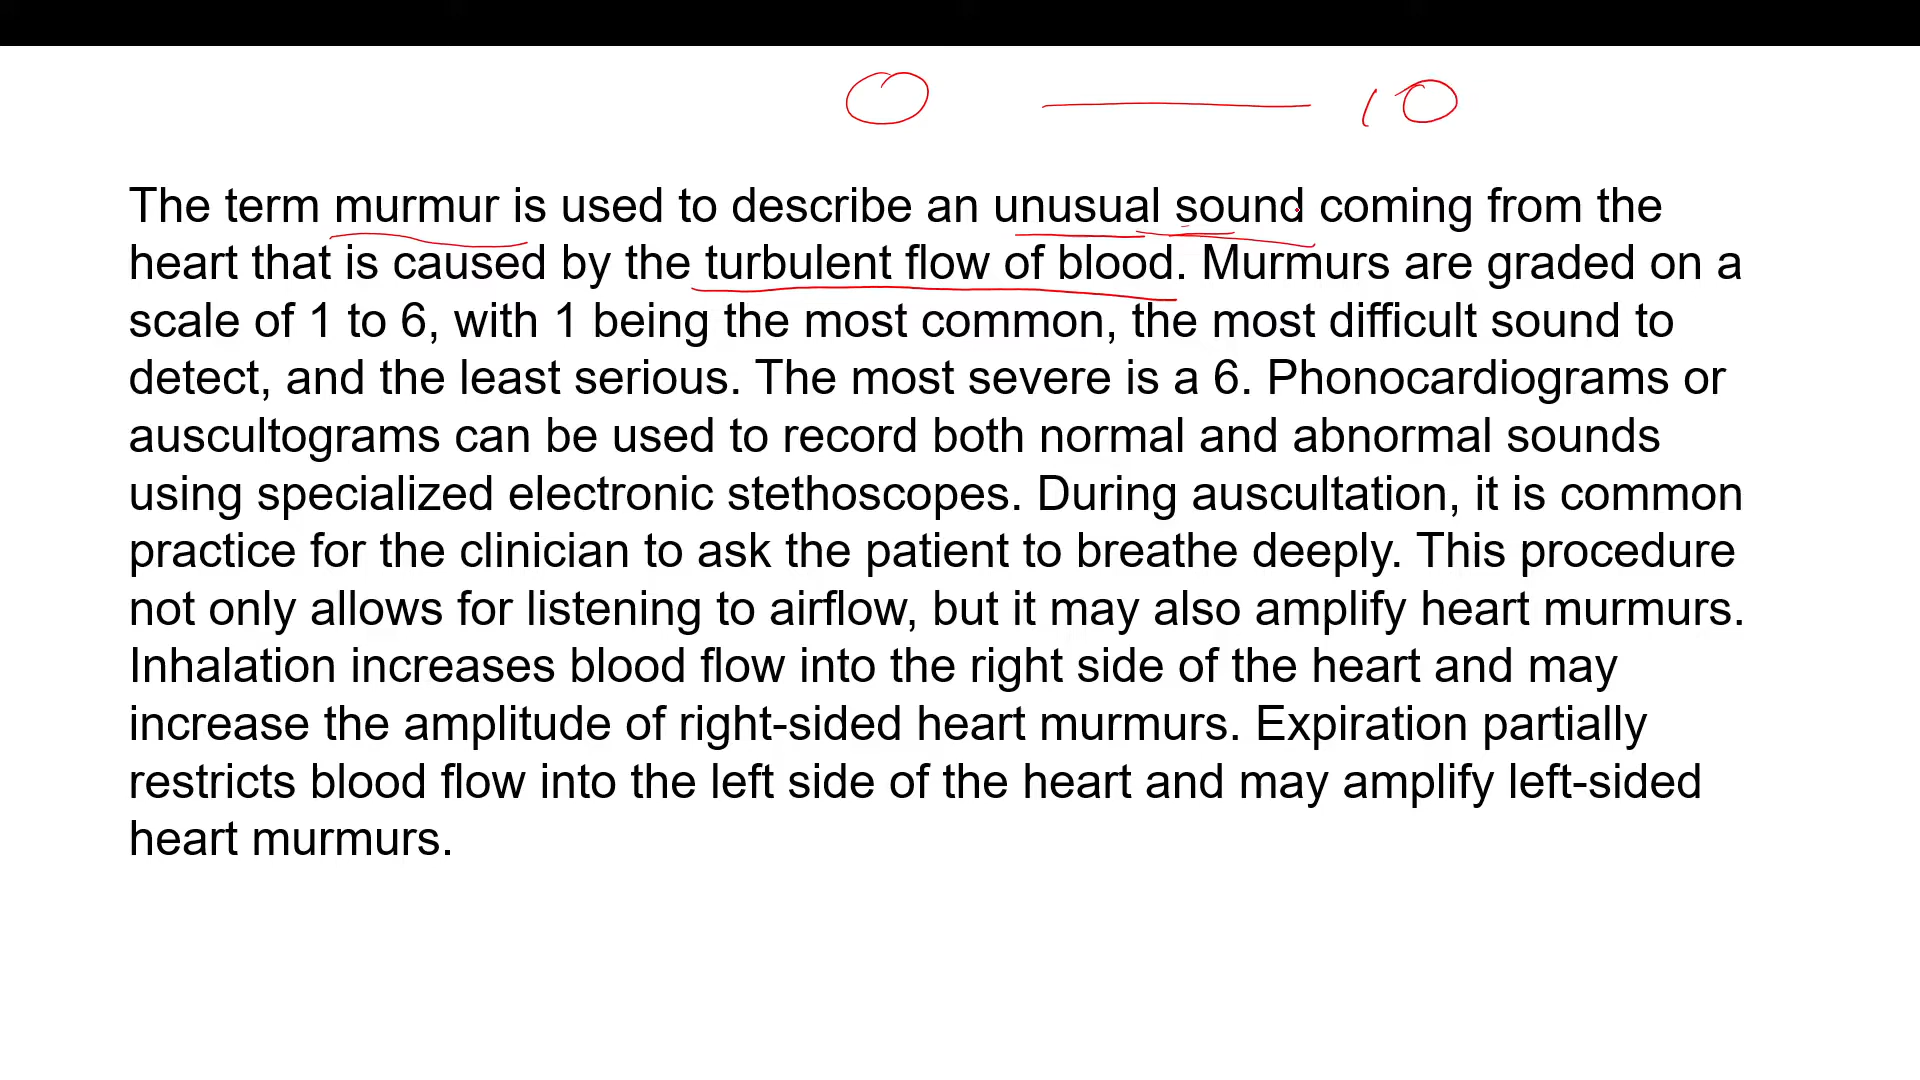 0 — 10
The term murmur is used to describe an unusual sound coming from the
heart that is caused by the turbulent flow of blood. Murmurs are graded on a
scale of 1 to 6, with 1 being the most common, the most difficult sound to
detect, and the least serious. The most severe is a 6. Phonocardiograms or
auscultograms can be used to record both normal and abnormal sounds
using specialized electronic stethoscopes. During auscultation, it is common
practice for the clinician to ask the patient to breathe deeply. This procedure
not only allows for listening to airflow, but it may also amplify heart murmurs.
Inhalation increases blood flow into the right side of the heart and may
increase the amplitude of right-sided heart murmurs. Expiration partially
restricts blood flow into the left side of the heart and may amplify left-sided
heart murmurs.